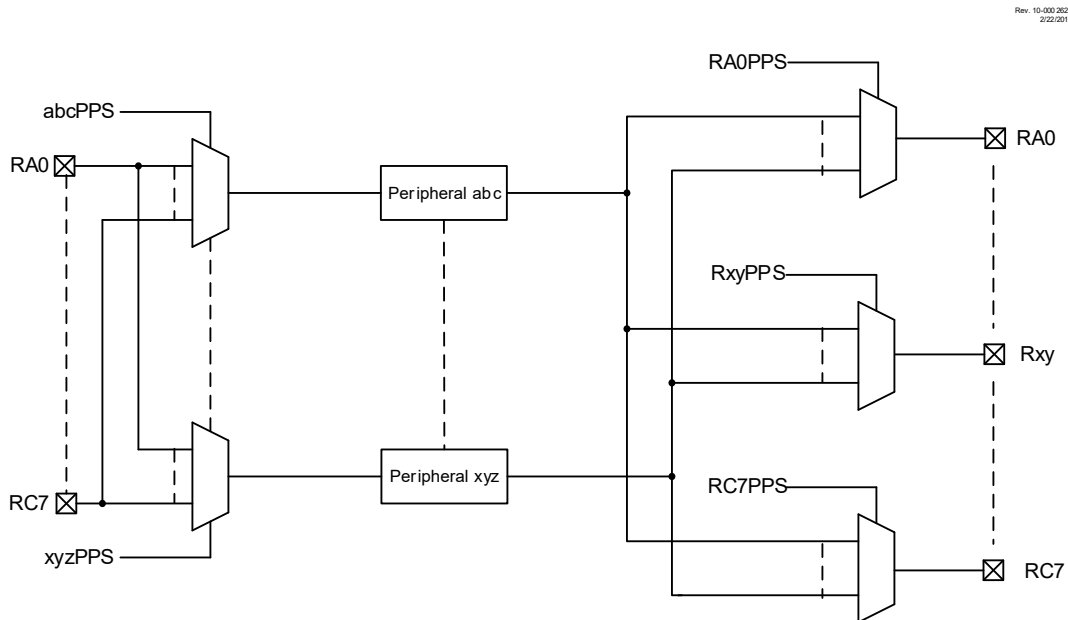 Rev. 10-000 262
2/22/201
RA0PPS
abcPPS
RA0
RA0
Peripheral abc
RxyPPS
Rxy
Peripheral xyz
RC7PPS
RC7
xyzPPS
RC7